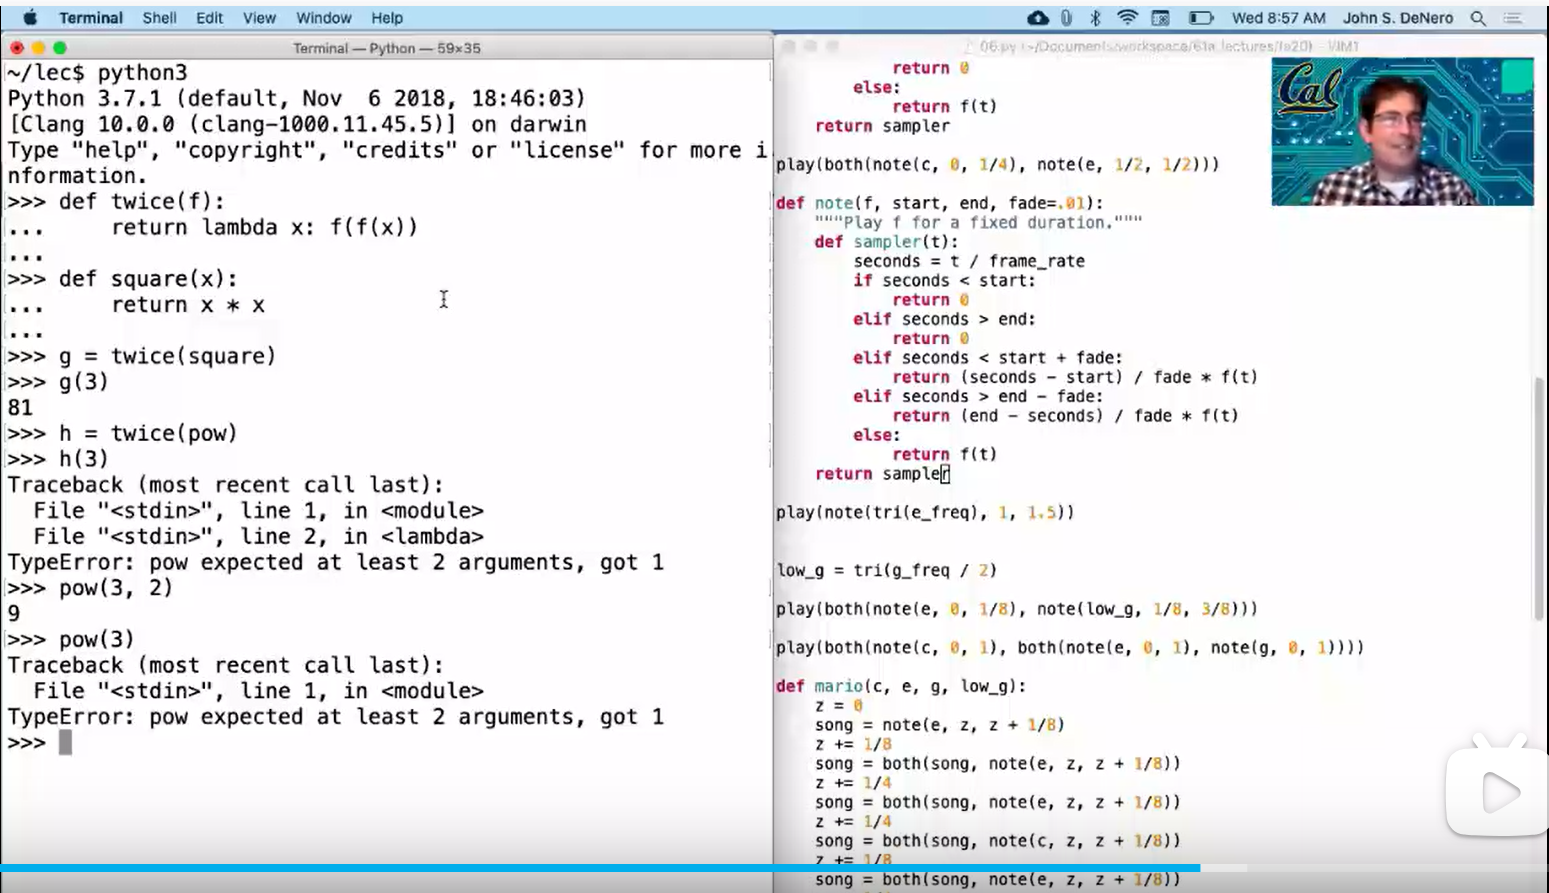 Terminal Shell Edit View Window Help
Wed 8:57 AM John S. DeNero
Terminal — Python — 59×35
~/lec$ python3
Python 3.7.1 (default, Nov  6 2018, 18:46:03)
[Clang 10.0.0 (clang-1000.11.45.5)] on darwin
Type "help", "copyright", "credits" or "license" for more i
nformation.
>>> def twice(f):
...     return lambda x: f(f(x))
...
>>> def square(x):
...     return x * x
...
>>> g = twice(square)
>>> g(3)
81
>>> h = twice(pow)
>>> h(3)
Traceback (most recent call last):
  File "<stdin>", line 1, in <module>
  File "<stdin>", line 2, in <lambda>
TypeError: pow expected at least 2 arguments, got 1
>>> pow(3, 2)
9
>>> pow(3)
Traceback (most recent call last):
  File "<stdin>", line 1, in <module>
TypeError: pow expected at least 2 arguments, got 1
>>>
06.py (~/Documents/workspace/61a_lectures/fa20) - VIM1
            return 0
        else:
            return f(t)
    return sampler
play(both(note(c, 0, 1/4), note(e, 1/2, 1/2)))
def note(f, start, end, fade=.01):
    """Play f for a fixed duration."""
    def sampler(t):
        seconds = t / frame_rate
        if seconds < start:
            return 0
        elif seconds > end:
            return 0
        elif seconds < start + fade:
            return (seconds - start) / fade * f(t)
        elif seconds > end - fade:
            return (end - seconds) / fade * f(t)
        else:
            return f(t)
    return sampler
play(note(tri(e_freq), 1, 1.5))
low_g = tri(g_freq / 2)
play(both(note(e, 0, 1/8), note(low_g, 1/8, 3/8)))
play(both(note(c, 0, 1), both(note(e, 0, 1), note(g, 0, 1))))
def mario(c, e, g, low_g):
    z = 0
    song = note(e, z, z + 1/8)
    z += 1/8
    song = both(song, note(e, z, z + 1/8))
    z += 1/4
    song = both(song, note(e, z, z + 1/8))
    z += 1/4
    song = both(song, note(c, z, z + 1/8))
    z += 1/8
    song = both(song, note(e, z, z + 1/8))
Cal